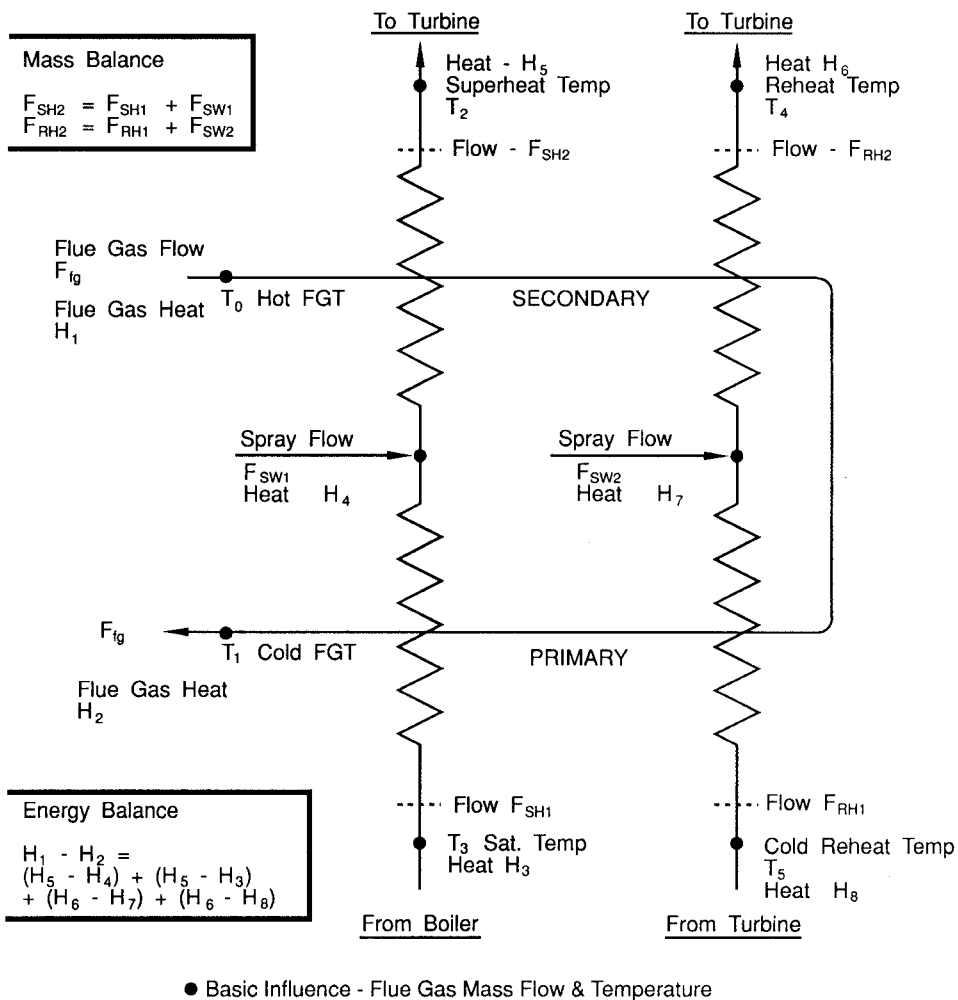 To Turbine
To Turbine
Mass Balance
F_SH2 = F_SH1 + F_SW1
F_RH2 = F_RH1 + F_SW2
Heat - H_5
Superheat Temp
T_2
Flow - F_SH2
Heat H_6
Reheat Temp
T_4
Flow - F_RH2
Flue Gas Flow
F_fg
T_0 Hot FGT
SECONDARY
Flue Gas Heat
H_1
Spray Flow
F_SW1
Heat H_4
Spray Flow
F_SW2
Heat H_7
F_fg
T_1 Cold FGT
PRIMARY
Flue Gas Heat
H_2
Energy Balance
H_1 - H_2 =
(H_5 - H_4) + (H_5 - H_3)
+ (H_6 - H_7) + (H_6 - H_8)
Flow F_SH1
T_3 Sat. Temp
Heat H_3
Flow F_RH1
Cold Reheat Temp
T_5
Heat H_8
From Boiler
From Turbine
● Basic Influence - Flue Gas Mass Flow & Temperature